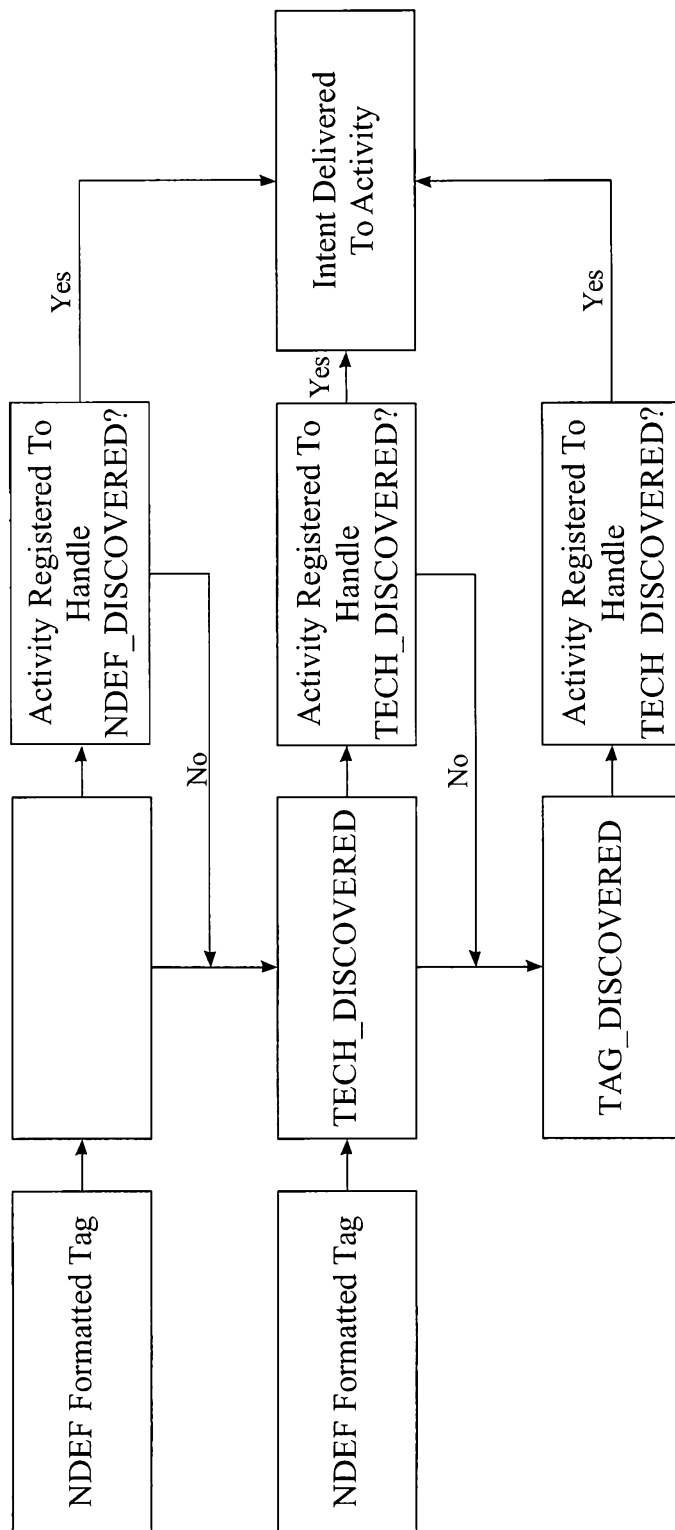 NDEF Formatted Tag
Activity Registered To
Handle
NDEF_DISCOVERED?
Yes
No
NDEF Formatted Tag
TECH_DISCOVERED
Activity Registered To
Handle
TECH_DISCOVERED?
Yes
Intent Delivered
To Activity
No
TAG_DISCOVERED
Activity Registered To
Handle
TECH DISCOVERED?
Yes